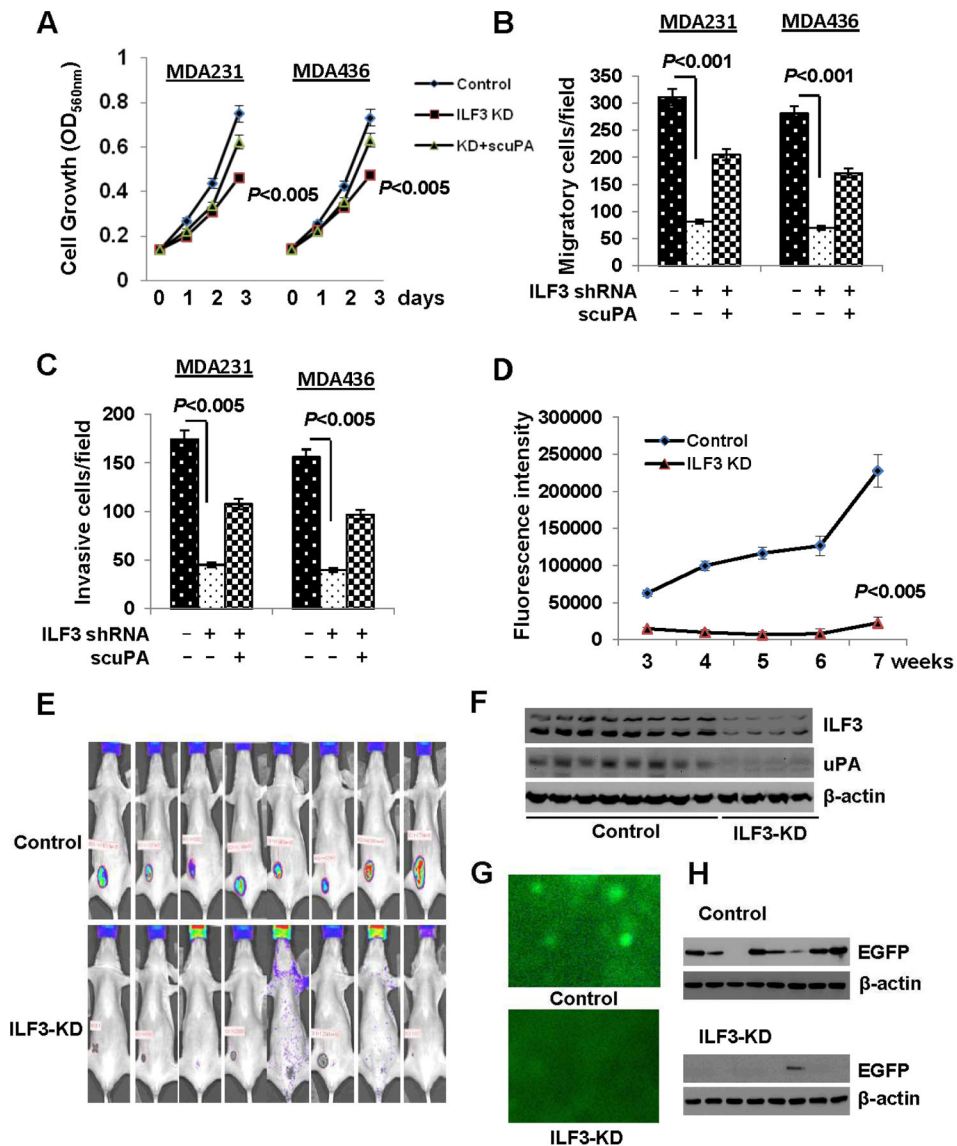 A
MDA231 MDA436
Cell Growth (OD560nm)
1
0.8
0.6
0.4
0.2
0
Control
ILF3 KD
KD+scuPA
P<0.005
P<0.005
0 1 2 3 0 1 2 3 days
B
MDA231 MDA436
P<0.001
P<0.001
Migratory cells/field
350
300
250
200
150
100
50
0
ILF3 shRNA – + + – + +
scuPA – – + – – +
C
MDA231 MDA436
P<0.005 P<0.005
Invasive cells/field
200
150
100
50
0
ILF3 shRNA – + + – + +
scuPA – – + – – +
D
Fluorescence intensity
300000
250000
200000
150000
100000
50000
0
Control
ILF3 KD
P<0.005
3 4 5 6 7 weeks
E
Control
ILF3-KD
F
ILF3
uPA
β-actin
Control ILF3-KD
G
Control
ILF3-KD
H
Control
EGFP
β-actin
ILF3-KD
EGFP
β-actin